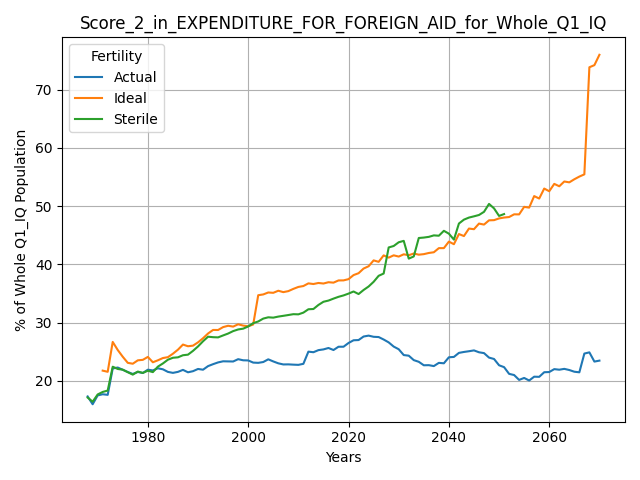 Score_2_in_EXPENDITURE_FOR_FOREIGN_AID_for_Whole_Q1_IQ
Fertility
Actual
Ideal
Sterile
% of Whole Q1_IQ Population
70
60
50
40
30
20
1980
2000
2020
2040
2060
Years